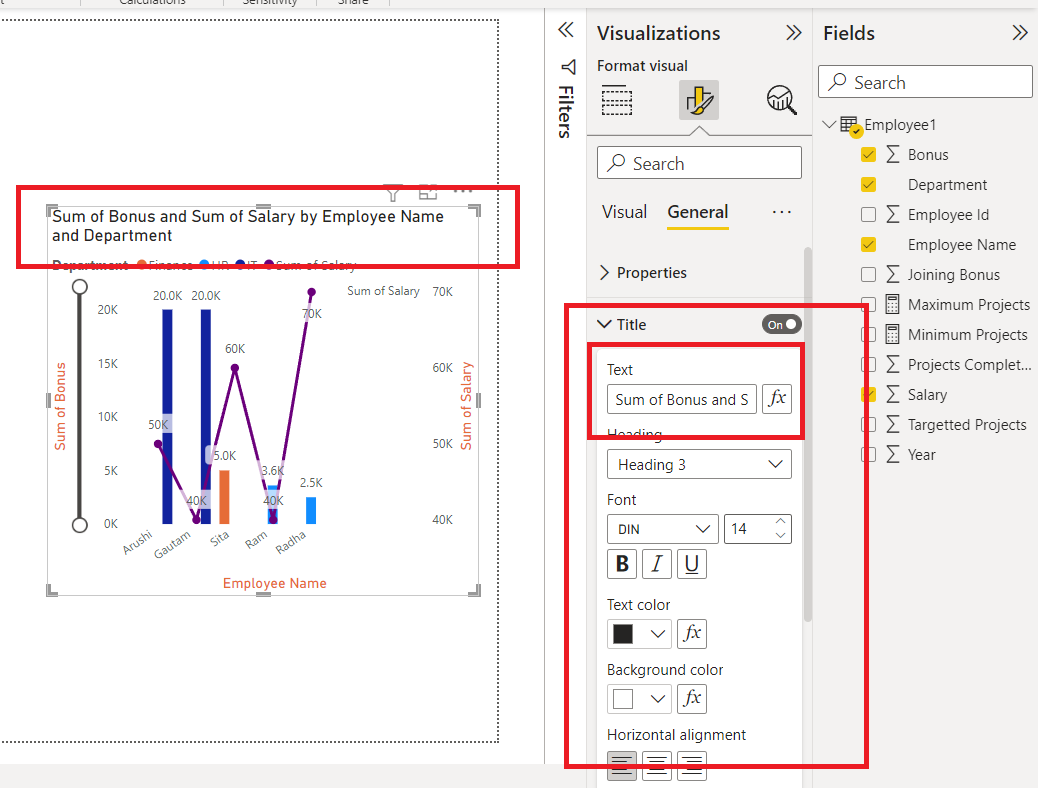 Calculations
Sensitivity
Share
Visualizations
Fields
Format visual
Filters
Search
Search
Employee1
Bonus
Department
Employee Id
Employee Name
Joining Bonus
Maximum Projects
Minimum Projects
Projects Complet...
Salary
Targetted Projects
Year
Visual General ...
Properties
Title On
Text
Sum of Bonus and S fx
Heading
Heading 3
Font
DIN 14
B I U
Text color
fx
Background color
fx
Horizontal alignment
Sum of Bonus and Sum of Salary by Employee Name
and Department
Department Finance HR IT Sum of Salary
20.0K 20.0K Sum of Salary 70K
20K 70K
60K
15K 60K
Sum of Bonus
Sum of Salary
10K 50K 50K
5K 5.0K 3.6K 2.5K
40K 40K
0K 40K
Arushi Gautam Sita Ram Radha
Employee Name